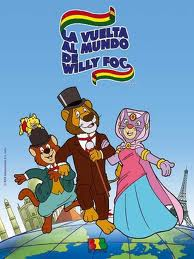 LA VUELTA
AL MUNDO
DE
WILLY FOG